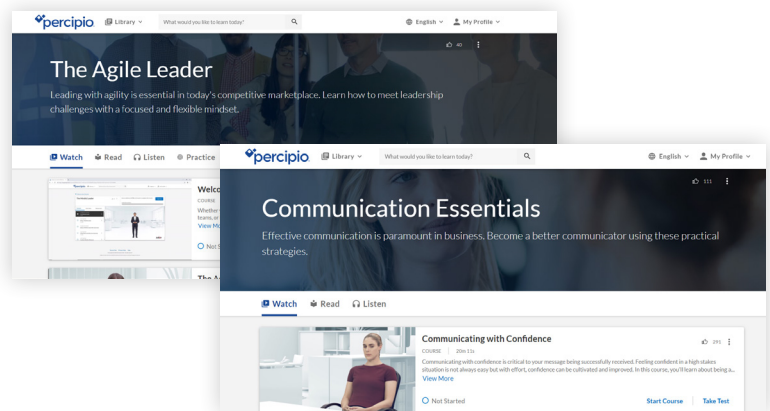 percipio.
Library
What would you like to learn today?
English
My Profile
40
The Agile Leader
Leading with agility is essential in today's competitive marketplace. Learn how to meet leadership
challenges with a focused and flexible mindset.
Watch
Read
Listen
Practice
COURSE
Whether
teams, or
percipio.
Library
What would you like to learn today?
English
My Profile
111
Communication Essentials
Effective communication is paramount in business. Become a better communicator using these practical
strategies.
Watch
Read
Listen
Communicating with Confidence
COURSE 20m 11s
Communicating with confidence is critical to your message being successfully received. Feeling confident in a high stakes
situation is not always easy but with effort, confidence can be cultivated and improved. In this course, you'll learn about being a...
View More
Not Started
Start Course
Take Test